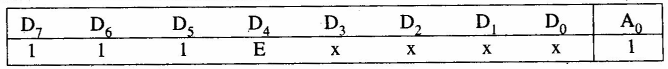 D₇ D₆ D₅ D₄ D₃ D₂ D₁ D₀ A₀
1 1 1 E x x x x 1